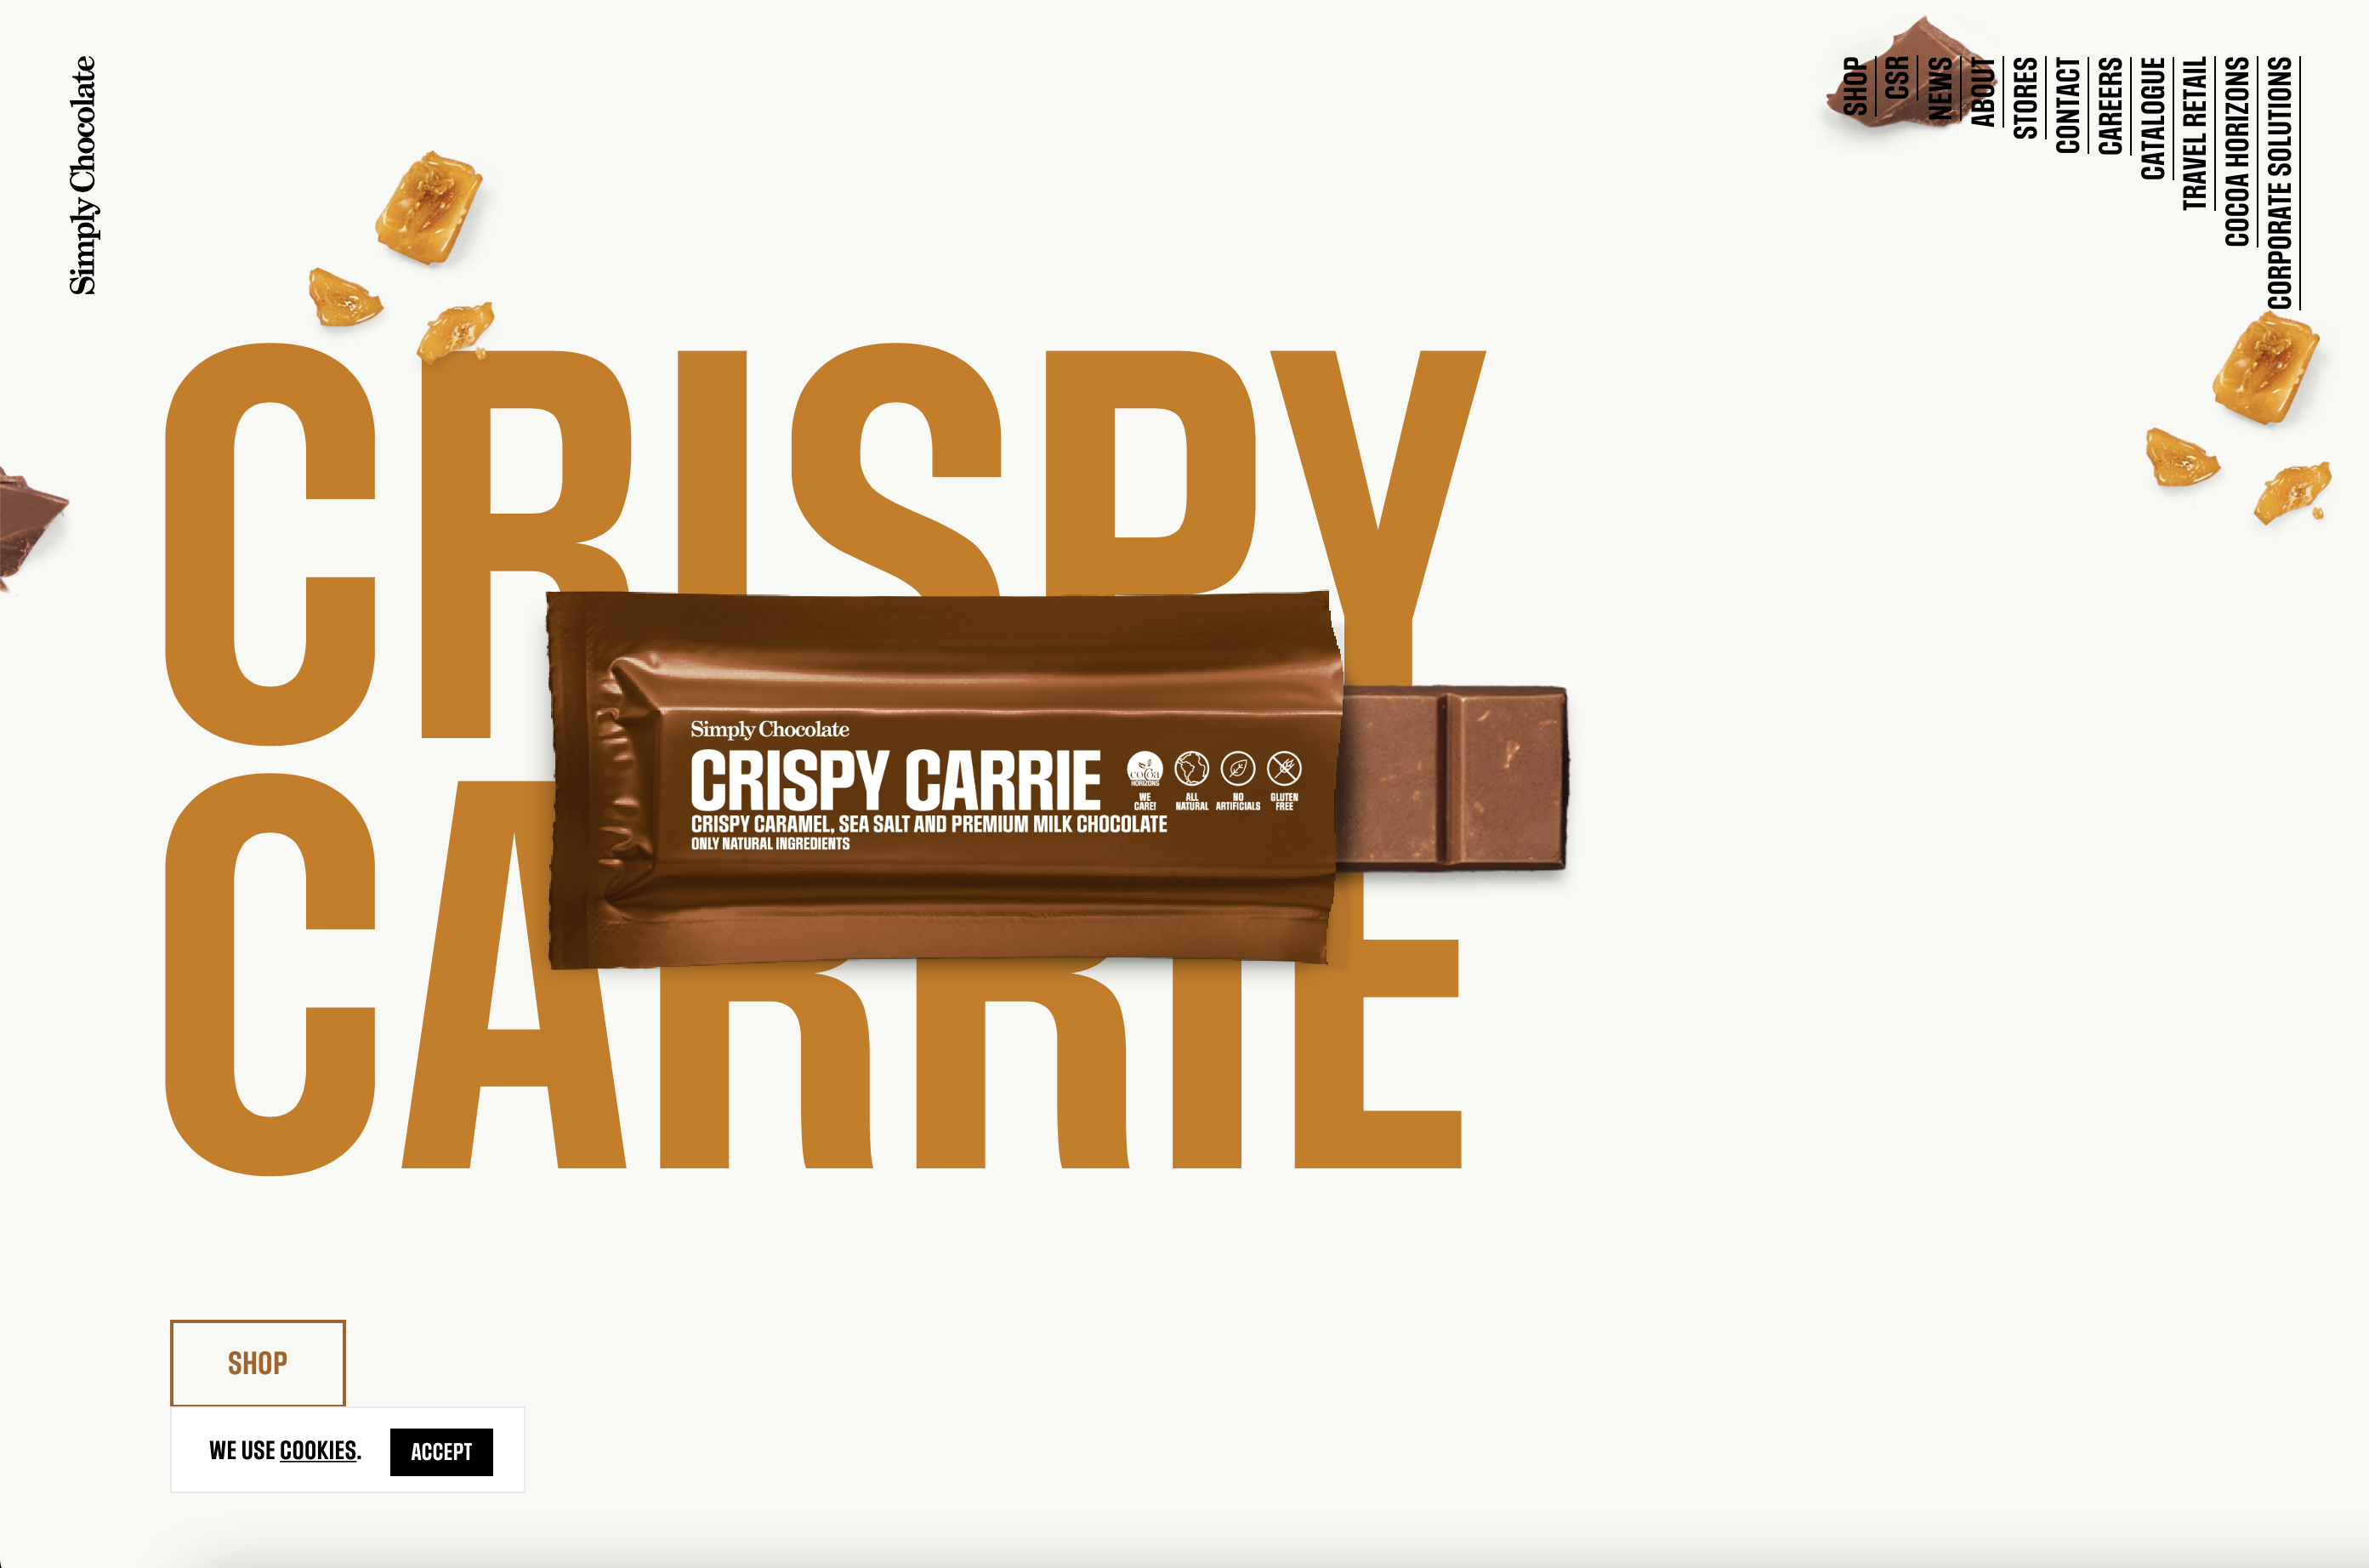 Simply Chocolate
SHOP
CSR
NEWS
ABOUT
STORES
CONTACT
CAREERS
CATALOGUE
TRAVEL RETAIL
COCOA HORIZONS
CORPORATE SOLUTIONS
CRISPY
CARRIE
Simply Chocolate
CRISPY CARRIE
CRISPY CARAMEL, SEA SALT AND PREMIUM MILK CHOCOLATE
ONLY NATURAL INGREDIENTS
cocoa
HORIZONS
WE
CARE!
ALL
NATURAL
NO
ARTIFICIALS
GLUTEN
FREE
SHOP
WE USE COOKIES.
ACCEPT